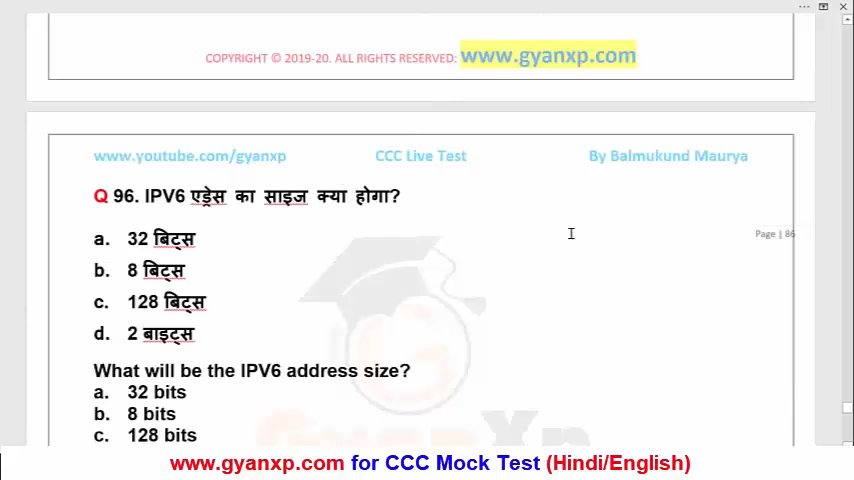 COPYRIGHT © 2019-20. ALL RIGHTS RESERVED: www.gyanxp.com
www.youtube.com/gyanxp CCC Live Test By Balmukund Maurya
Q 96. IPV6 एड्रेस का साइज क्या होगा?
Page | 86
a. 32 बिट्स
b. 8 बिट्स
c. 128 बिट्स
d. 2 बाइट्स
What will be the IPV6 address size?
a. 32 bits
b. 8 bits
c. 128 bits
GyanXp
www.gyanxp.com for CCC Mock Test (Hindi/English)